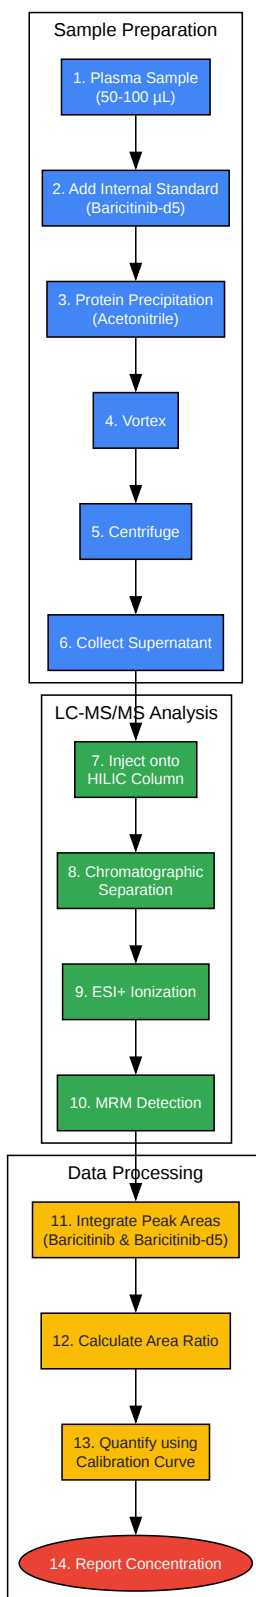 Sample Preparation
1. Plasma Sample
(50-100 µL)
2. Add Internal Standard
(Baricitinib-d5)
3. Protein Precipitation
(Acetonitrile)
4. Vortex
5. Centrifuge
6. Collect Supernatant
LC-MS/MS Analysis
7. Inject onto
HILIC Column
8. Chromatographic
Separation
9. ESI+ Ionization
10. MRM Detection
Data Processing
11. Integrate Peak Areas
(Baricitinib & Baricitinib-d5)
12. Calculate Area Ratio
13. Quantify using
Calibration Curve
14. Report Concentration